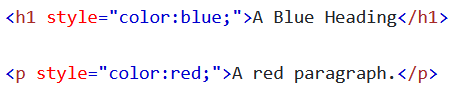 <h1 style="color:blue;">A Blue Heading</h1>
<p style="color:red;">A red paragraph.</p>